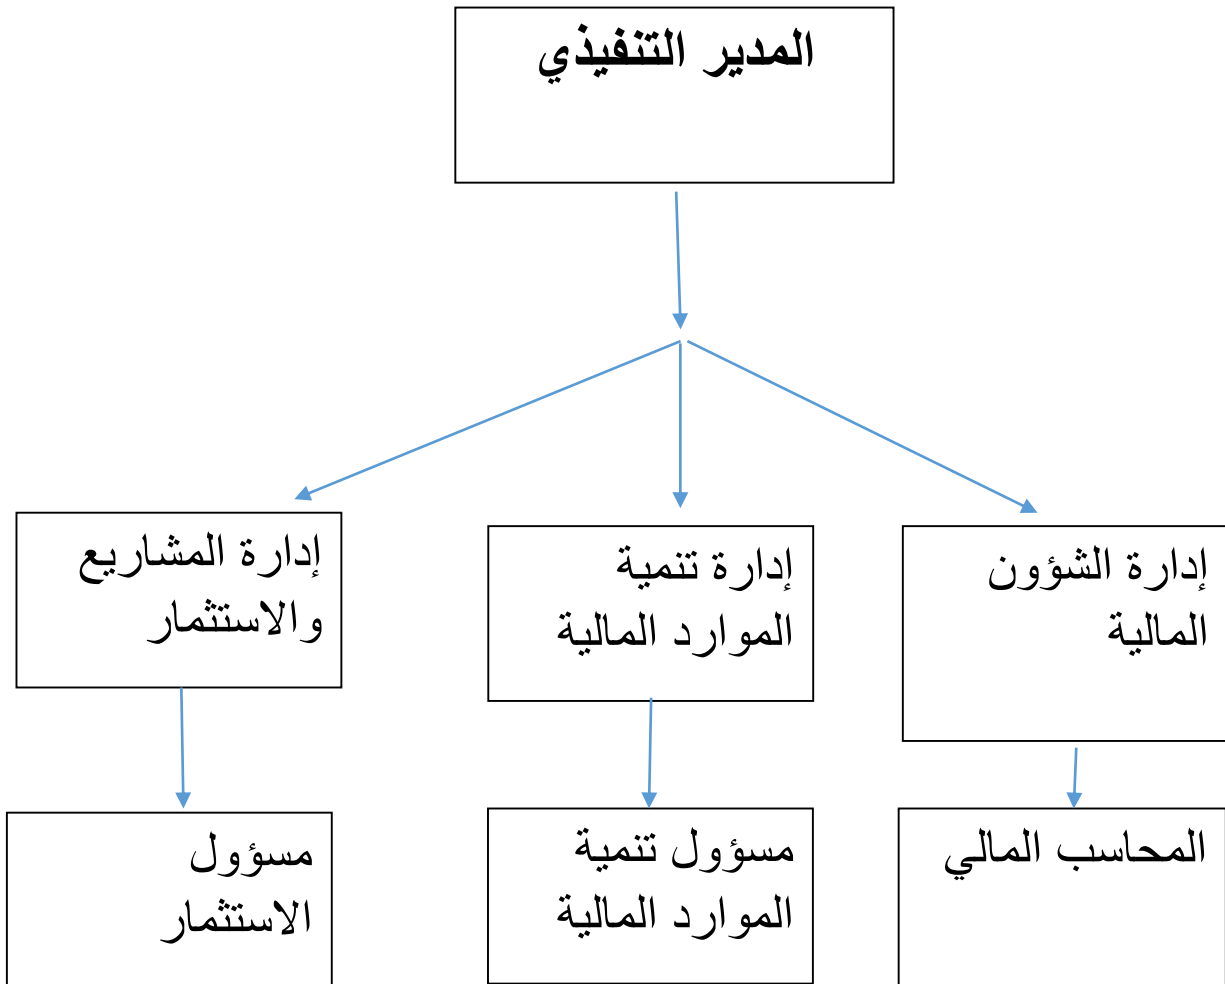 المدير التنفيذي
إدارة الشؤون
المالية
إدارة تنمية
الموارد المالية
إدارة المشاريع
والاستثمار
المحاسب المالي
مسؤول تنمية
الموارد المالية
مسؤول
الاستثمار